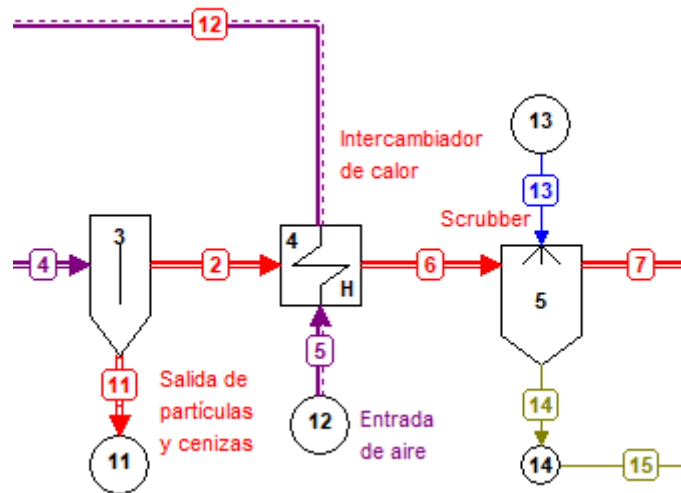 12
13
Intercambiador
de calor
13
Scrubber
3
4
4
2
H
6
5
7
5
11
Salida de
partículas
y cenizas
12
Entrada
de aire
14
11
14
15